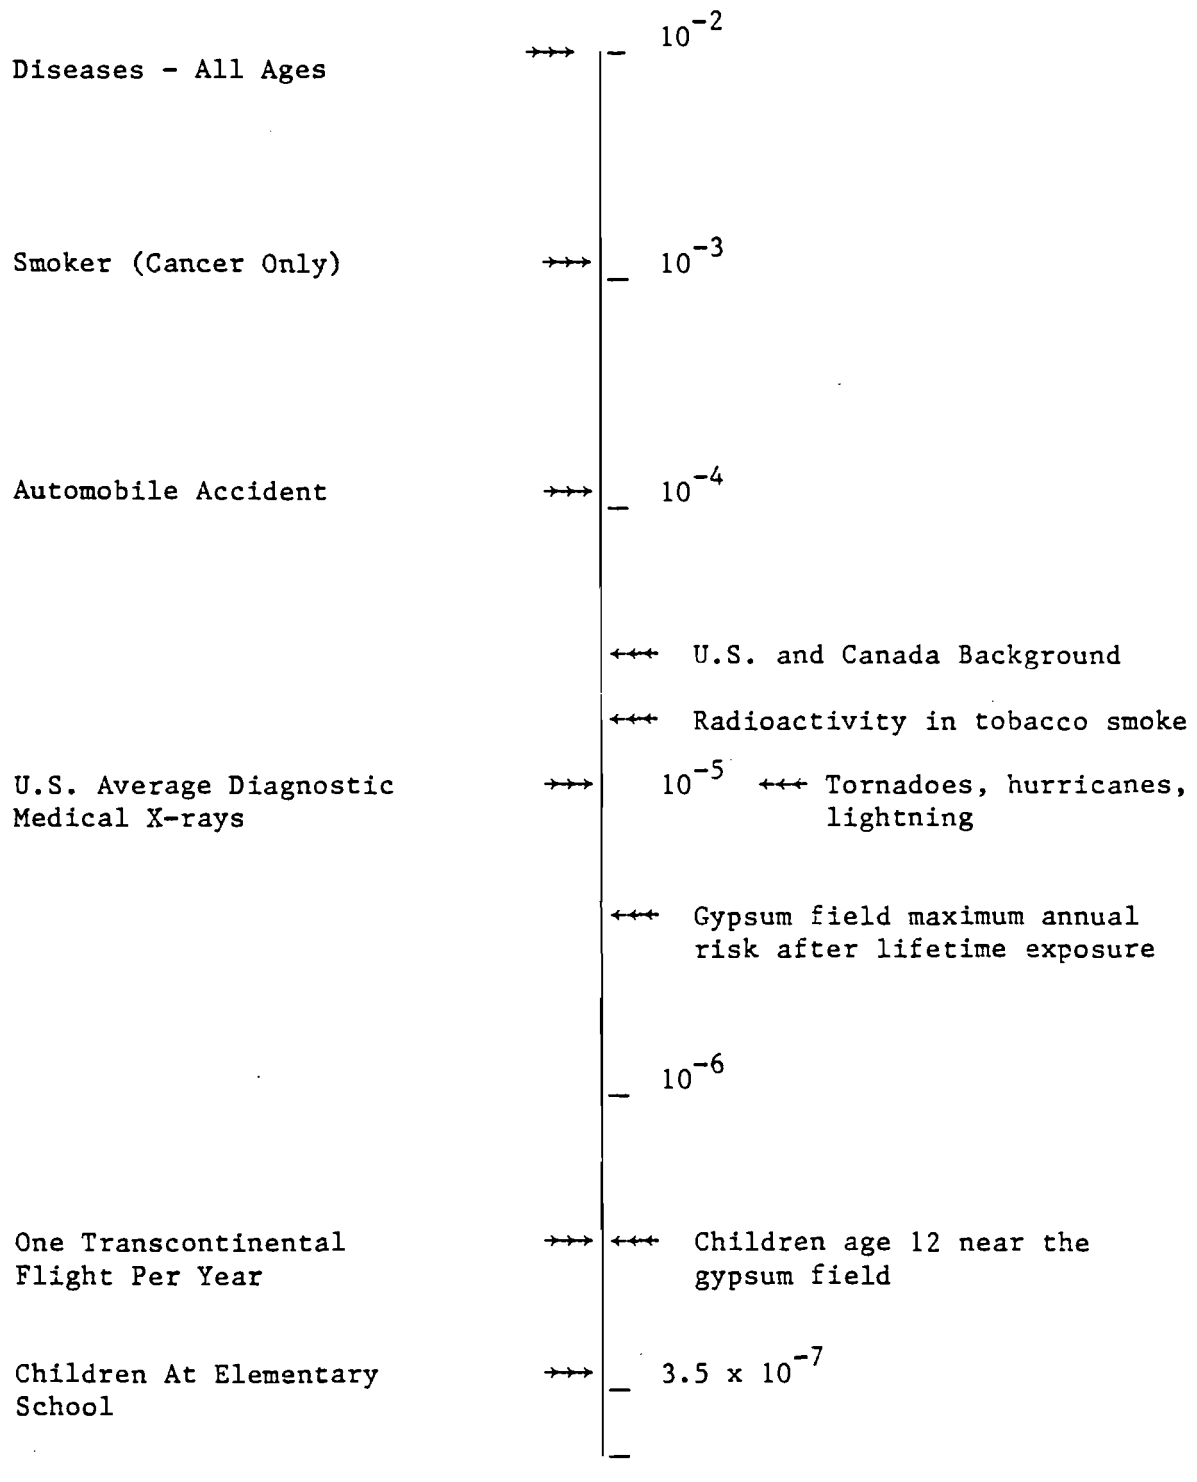 10⁻²
Diseases - All Ages
Smoker (Cancer Only)
10⁻³
Automobile Accident
10⁻⁴
U.S. and Canada Background
Radioactivity in tobacco smoke
U.S. Average Diagnostic
Medical X-rays
10⁻⁵
Tornadoes, hurricanes,
lightning
Gypsum field maximum annual
risk after lifetime exposure
10⁻⁶
One Transcontinental
Flight Per Year
Children age 12 near the
gypsum field
Children At Elementary
School
3.5 x 10⁻⁷